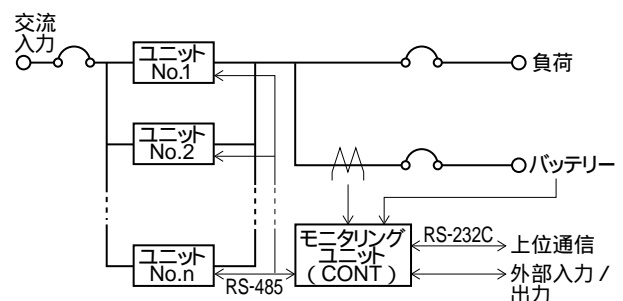 交流
入力
ユニット
No.1
負荷
ユニット
No.2
バッテリー
モニタリング
ユニット
(CONT)
RS-232C
上位通信
ユニット
No.n
RS-485
外部入力/
出力